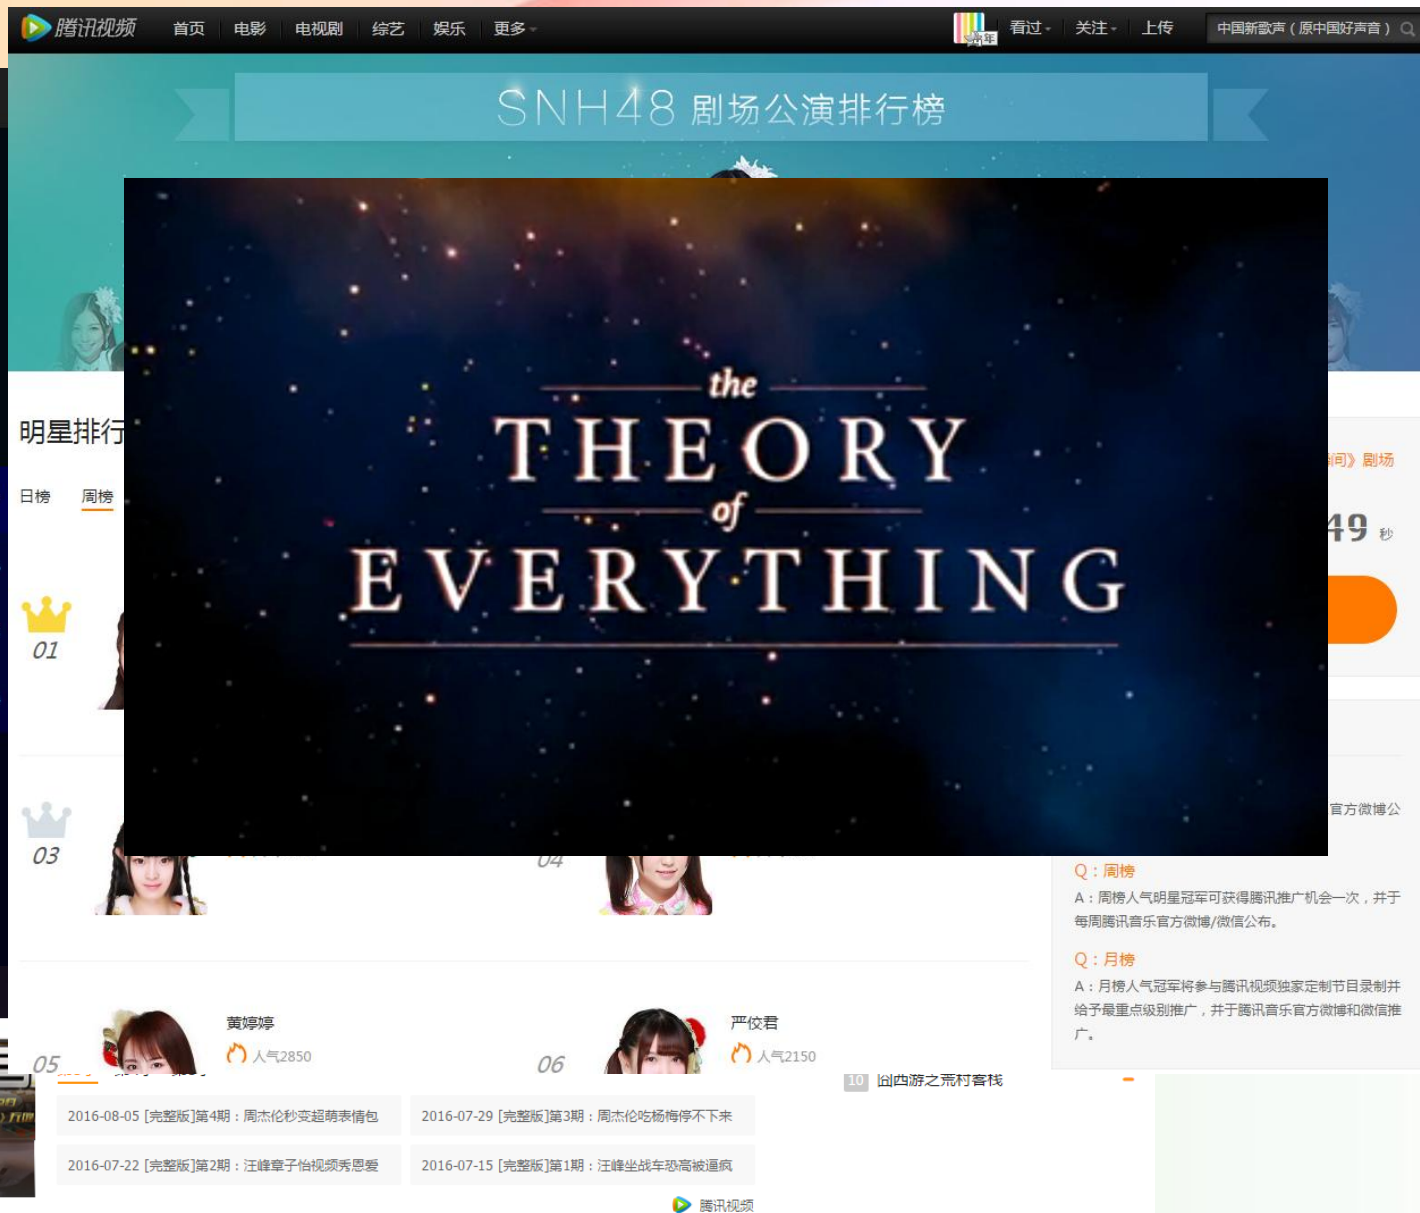 腾讯视频
首页 电影 电视剧 综艺 娱乐 更多
看过 关注 上传 中国新歌声（原中国好声音）
SNH48 剧场公演排行榜
the
THEORY
of
EVERYTHING
明星排行
日榜 周榜
间》剧场
49 秒
01
03
04
官方微博公
Q：周榜
A：周榜人气明星冠军可获得腾讯推广机会一次，并于
每周腾讯音乐官方微博/微信公布。
Q：月榜
A：月榜人气冠军将参与腾讯视频独家定制节目录制并
给予最重点级别推广，并于腾讯音乐官方微博和微信推
广。
05
黄婷婷
人气2850
06
严佼君
人气2150
10 囧西游之荒村客栈
2016-08-05 [完整版]第4期：周杰伦秒变超萌表情包
2016-07-29 [完整版]第3期：周杰伦吃杨梅停不下来
2016-07-22 [完整版]第2期：汪峰章子怡视频秀恩爱
2016-07-15 [完整版]第1期：汪峰坐战车恐高被逼疯
腾讯视频